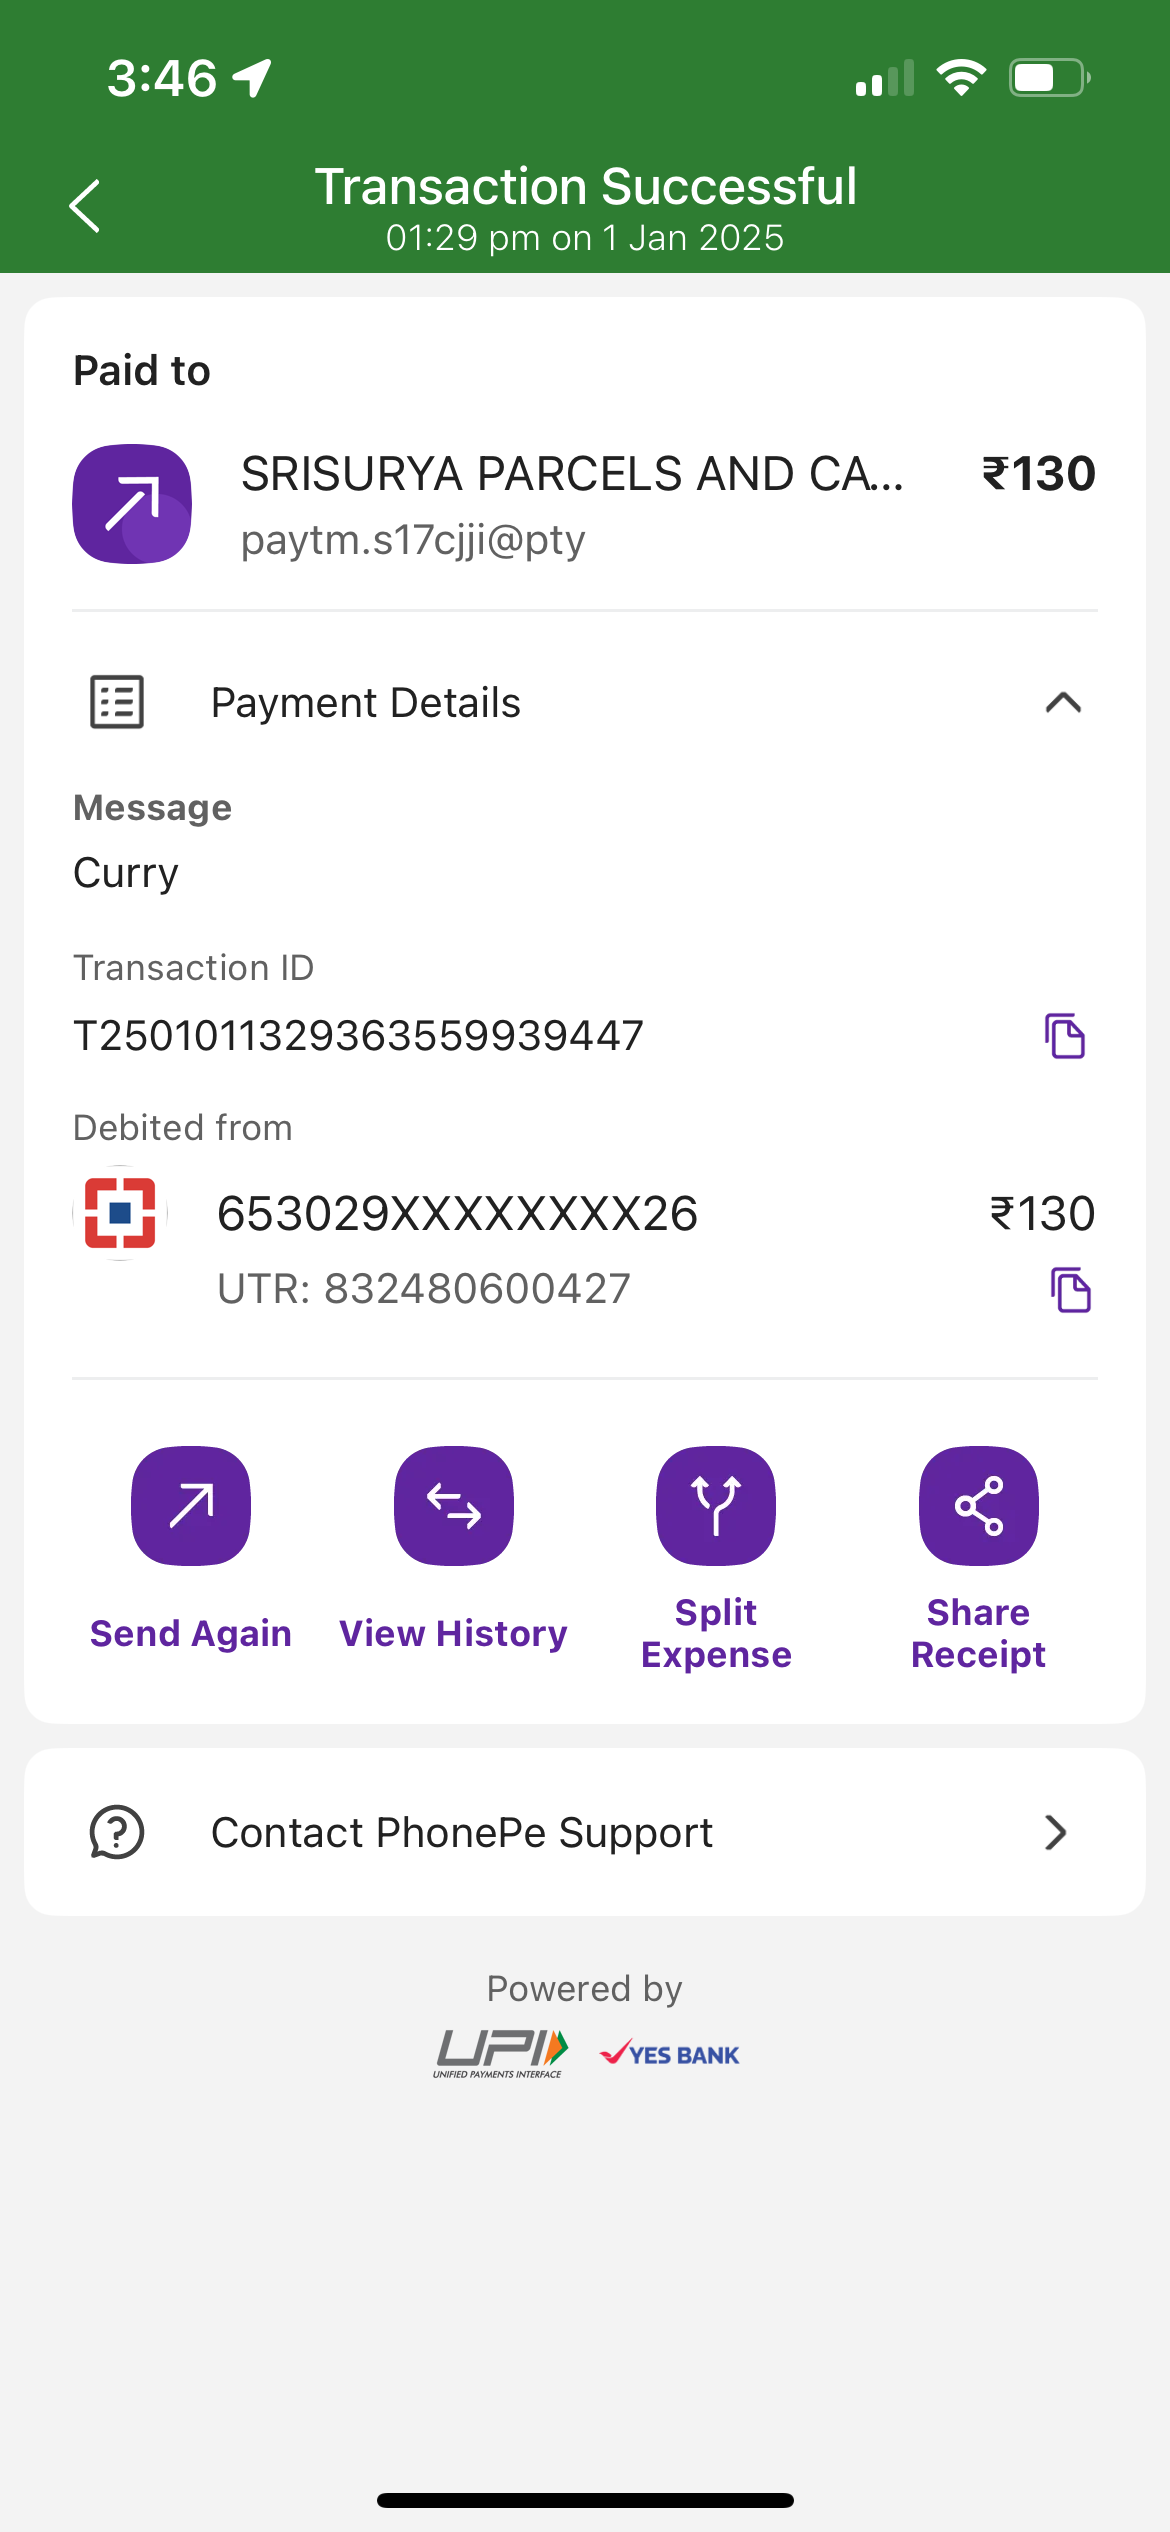 3:46
Transaction Successful
01:29 pm on 1 Jan 2025
Paid to
SRISURYA PARCELS AND CA...
₹130
paytm.s17cjji@pty
Payment Details
Message
Curry
Transaction ID
T2501011329363559939447
Debited from
653029XXXXXXXX26
₹130
UTR: 832480600427
Send Again
View History
Split Expense
Share Receipt
Contact PhonePe Support
Powered by
UPI
UNIFIED PAYMENTS INTERFACE
YES BANK